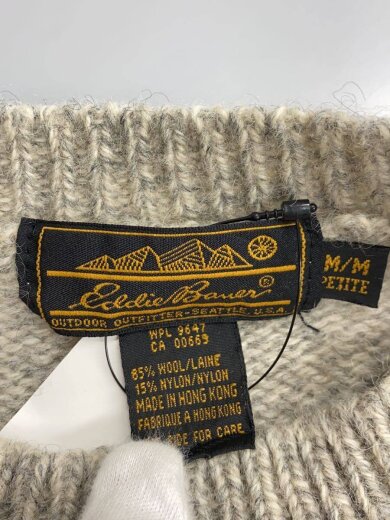 Eddie Bauer®
OUTDOOR OUTFITTER-SEATTLE, U.S.A.
M/M
PETITE
WPL 9647
CA 00669
85% WOOL/LAINE
15% NYLON/NYLON
MADE IN HONG KONG
FABRIQUE A HONG KONG
FOR CARE